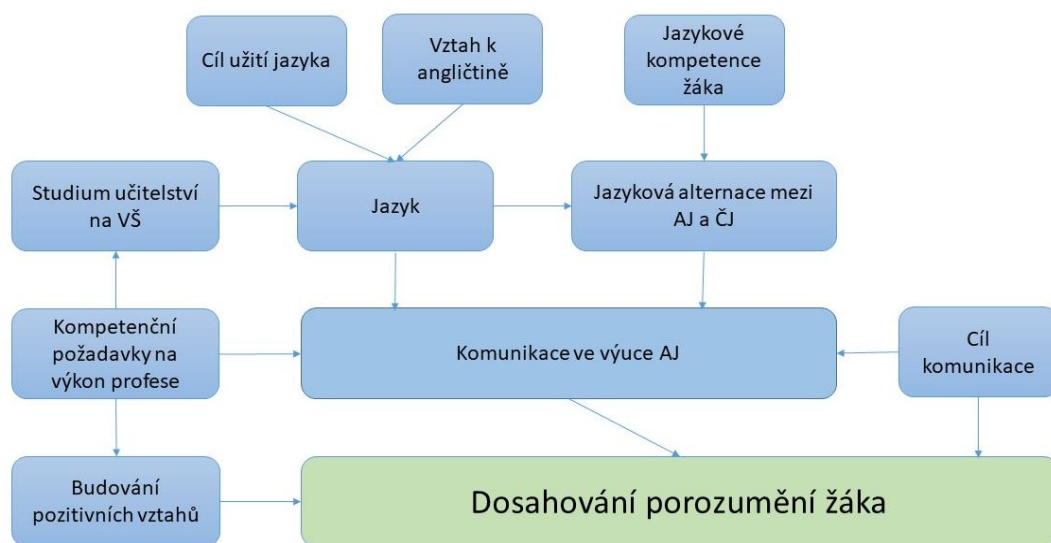 Cíl užití jazyka
Vztah k
angličtině
Jazykové
kompetence
žáka
Studium učitelství
na VŠ
Jazyk
Jazyková alternace mezi
AJ a ČJ
Kompetenční
požadavky na
výkon profese
Komunikace ve výuce AJ
Cíl
komunikace
Budování
pozitivních vztahů
Dosahování porozumění žáka